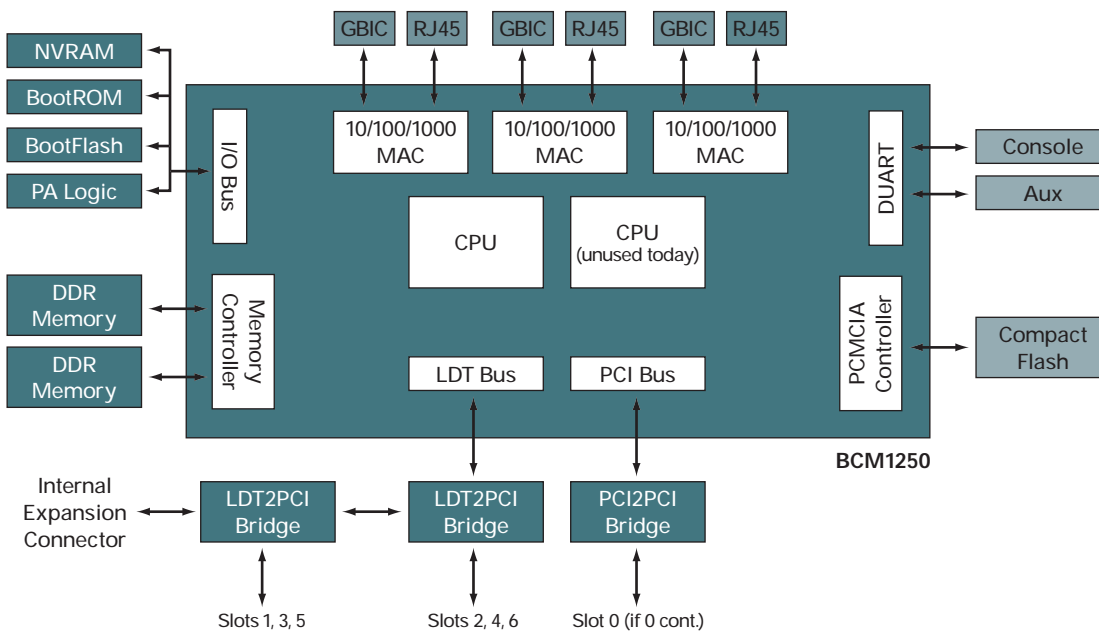 GBIC
RJ45
GBIC
RJ45
GBIC
RJ45
NVRAM
BootROM
BootFlash
PA Logic
I/O Bus
10/100/1000
MAC
10/100/1000
MAC
10/100/1000
MAC
DUART
Console
Aux
CPU
CPU
(unused today)
DDR
Memory
DDR
Memory
Memory
Controller
PCMCIA
Controller
Compact
Flash
LDT Bus
PCI Bus
BCM1250
Internal
Expansion
Connector
LDT2PCI
Bridge
LDT2PCI
Bridge
PCI2PCI
Bridge
Slots 1, 3, 5
Slots 2, 4, 6
Slot 0 (if 0 cont.)